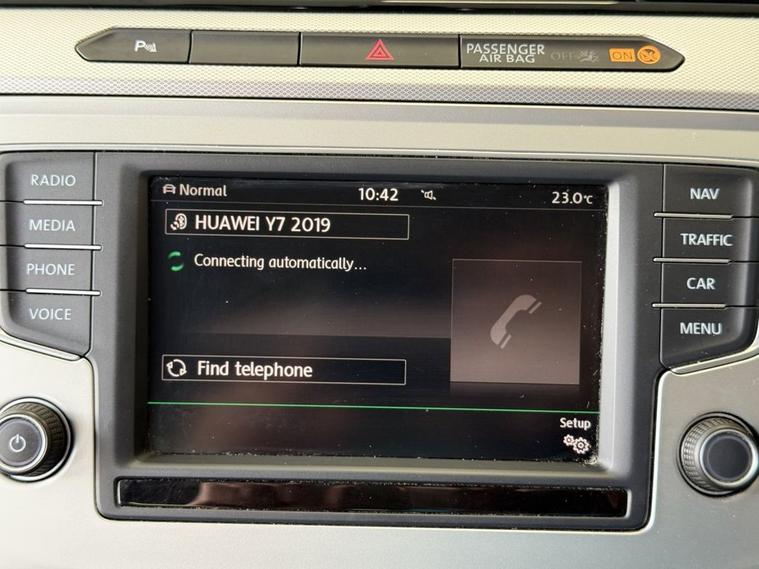 P
PASSENGER
AIR BAG
OFF
ON
RADIO
MEDIA
PHONE
VOICE
Normal
10:42
23.0°C
HUAWEI Y7 2019
Connecting automatically...
Find telephone
Setup
NAV
TRAFFIC
CAR
MENU